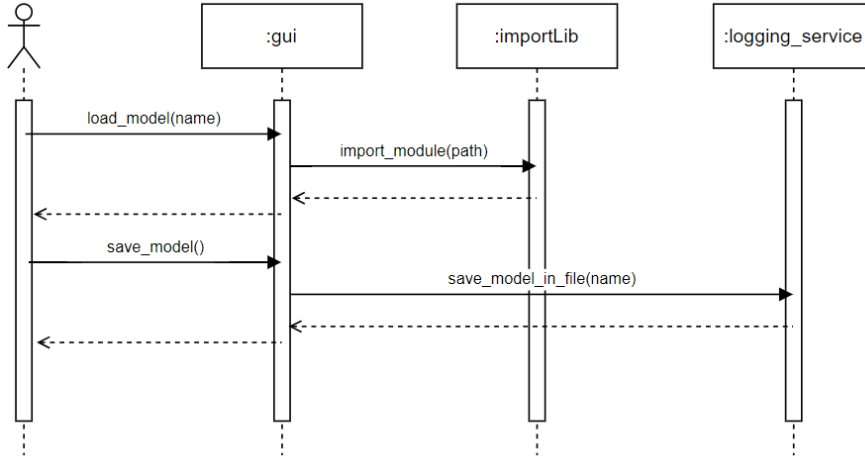 :gui
:importLib
:logging_service
load_model(name)
import_module(path)
save_model()
save_model_in_file(name)